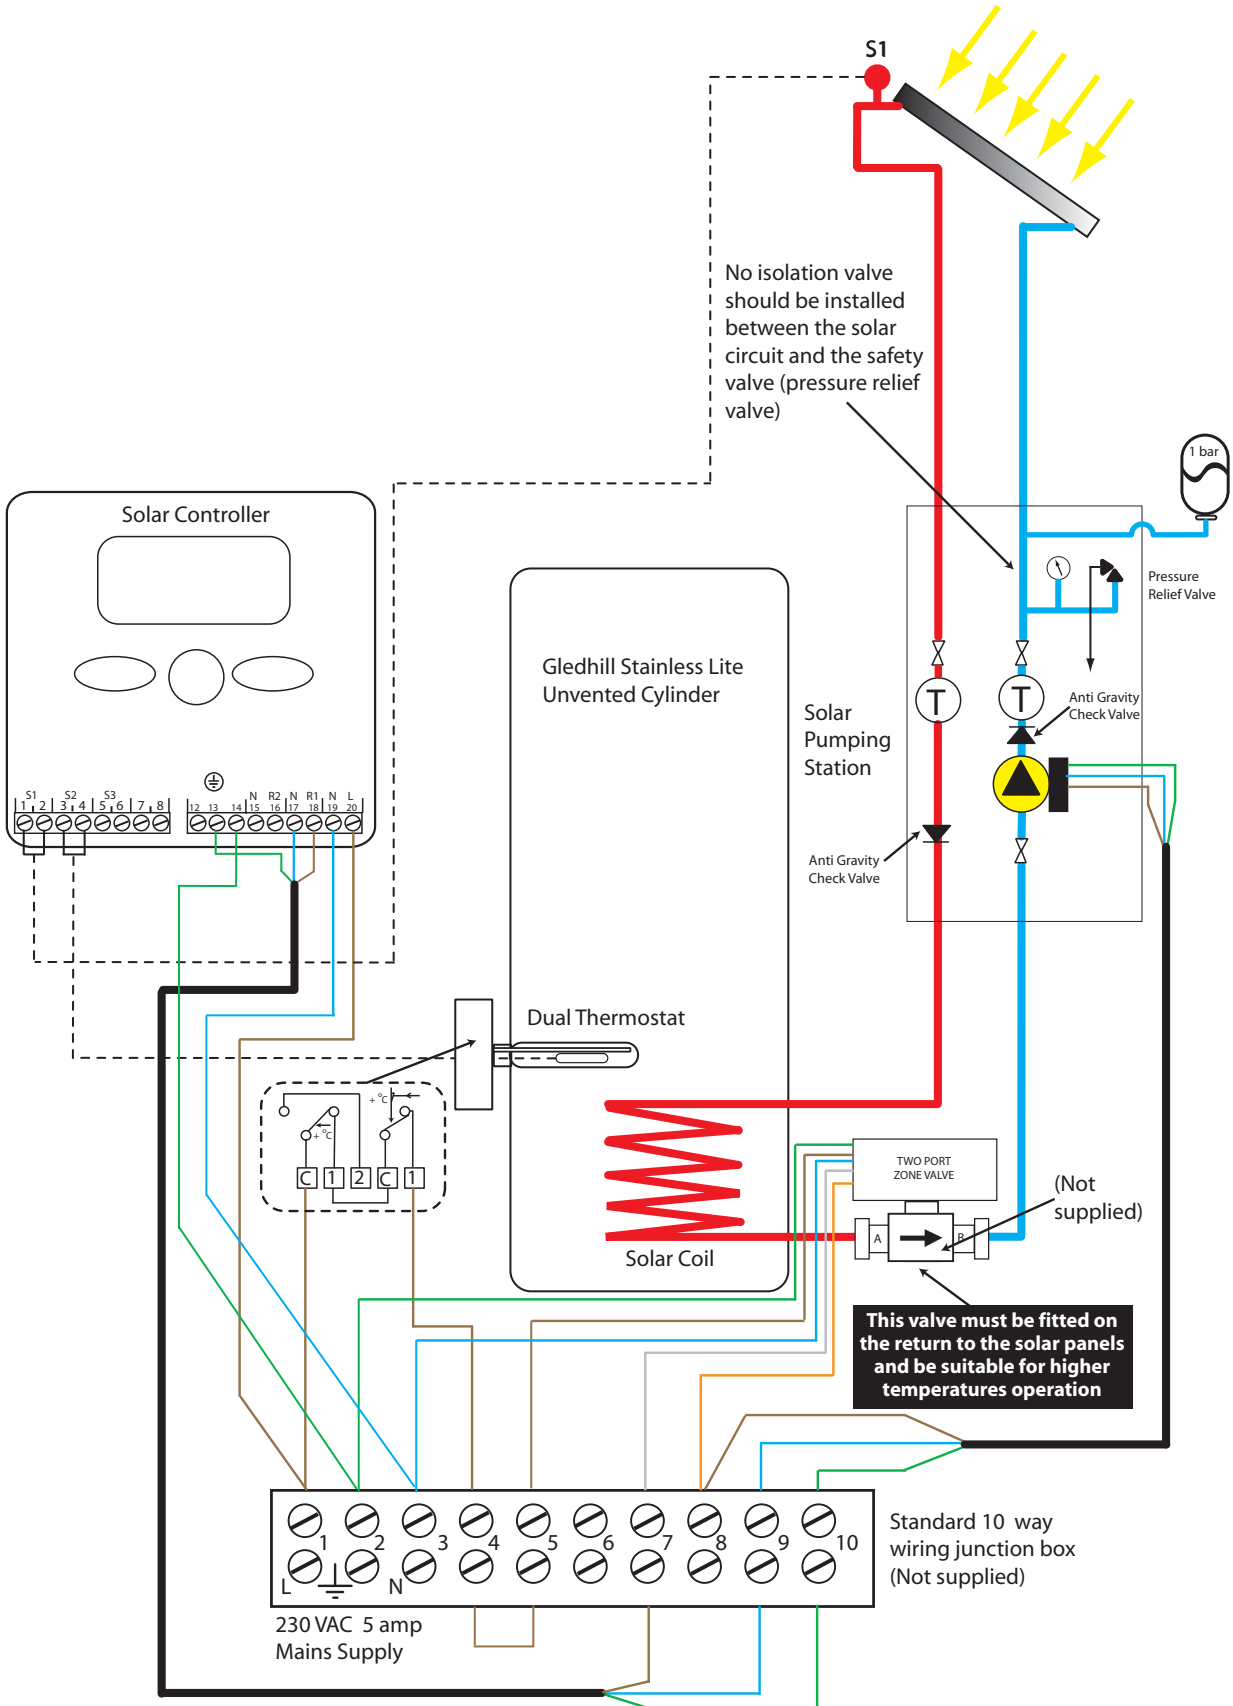 S1
No isolation valve
should be installed
between the solar
circuit and the safety
valve (pressure relief
valve)
1 bar
Solar Controller
Pressure
Relief Valve
Gledhill Stainless Lite
Unvented Cylinder
T
T
Anti Gravity
Check Valve
Solar
Pumping
Station
S1 S2 S3
1 2 3 4 5 6 7 8
N R2 N R1 N L
12 13 14 15 16 17 18 19 20
Anti Gravity
Check Valve
Dual Thermostat
+ °C
+ °C
C 1 2 C 1
TWO PORT
ZONE VALVE
(Not
supplied)
A
B
Solar Coil
This valve must be fitted on
the return to the solar panels
and be suitable for higher
temperatures operation
1 2 3 4 5 6 7 8 9 10
L N
Standard 10 way
wiring junction box
(Not supplied)
230 VAC 5 amp
Mains Supply